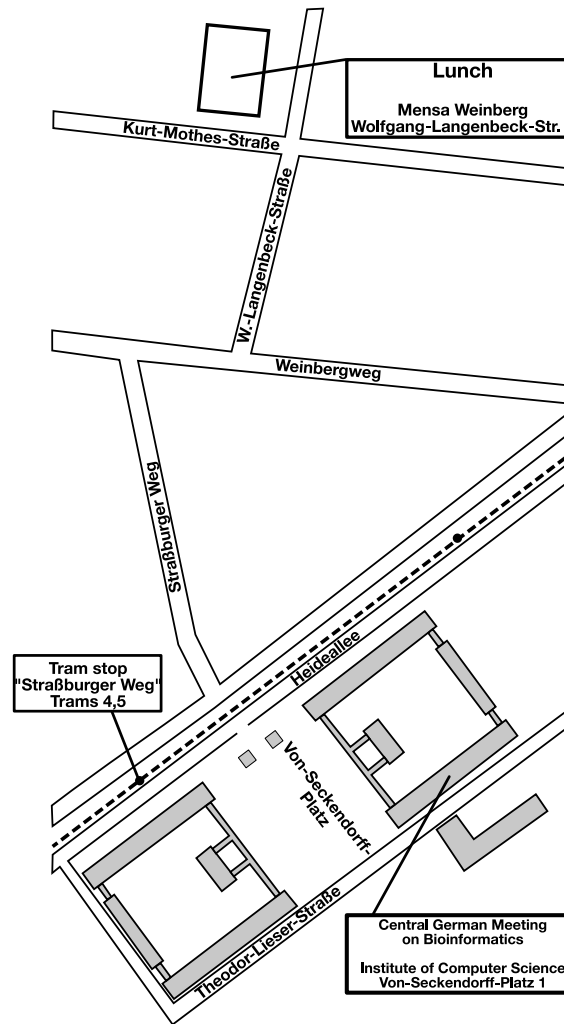 Lunch
Mensa Weinberg
Wolfgang-Langenbeck-Str.
Kurt-Mothes-Straße
W.-Langenbeck-Straße
Weinbergweg
Straßburger Weg
Heideallee
Tram stop
"Straßburger Weg"
Trams 4,5
Von-Seckendorff-
Platz
Theodor-Lieser-Straße
Central German Meeting
on Bioinformatics
Institute of Computer Science
Von-Seckendorff-Platz 1